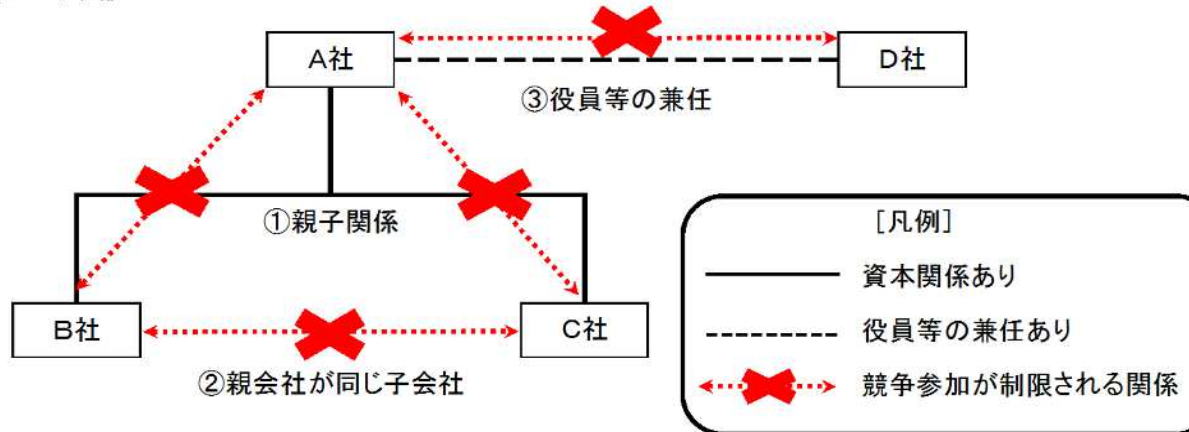 A社
D社
③役員等の兼任
①親子関係
[凡例]
資本関係あり
B社
C社
役員等の兼任あり
②親会社が同じ子会社
競争参加が制限される関係